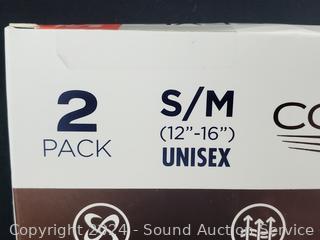 2
PACK
S/M
(12”-16”)
UNISEX
CO
Copyright 2024 - Sound Auction Service